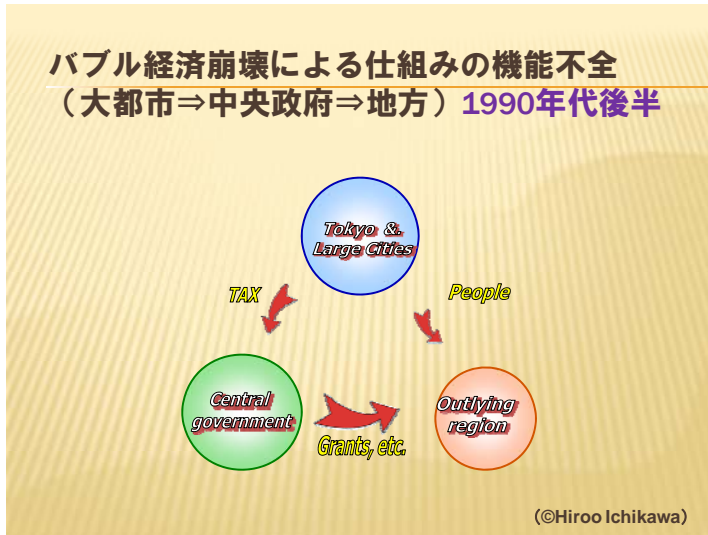 バブル経済崩壊による仕組みの機能不全
（大都市⇒中央政府⇒地方）1990年代後半
Tokyo &.
Large Cities
TAX
People
Central
government
Outlying
region
Grants, etc.
（©Hiroo Ichikawa）